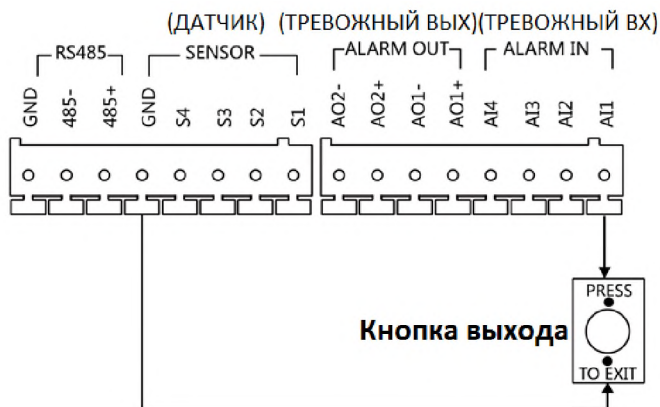 (ДАТЧИК) (ТРЕВОЖНЫЙ ВЫХ)(ТРЕВОЖНЫЙ ВХ)
RS485 SENSOR ALARM OUT ALARM IN
GND 485- 485+ GND S4 S3 S2 S1 AO2- AO2+ AO1- AO1+ AI4 AI3 AI2 AI1
PRESS
Кнопка выхода
TO EXIT